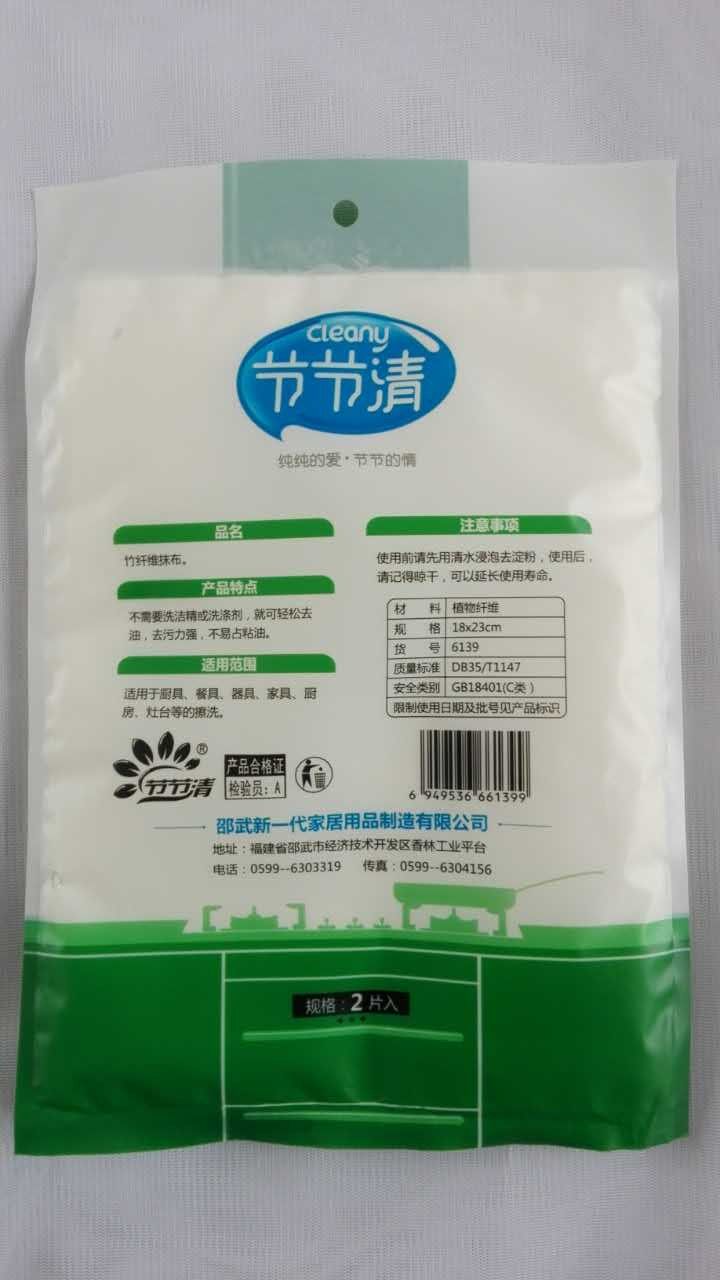 cleany
节节清
纯纯的爱·节节的情
品名
竹纤维抹布。
产品特点
不需要洗洁精或洗涤剂，就可轻松去
油，去污力强，不易占粘油。
适用范围
适用于厨具、餐具、器具、家具、厨
房、灶台等的擦洗。
注意事项
使用前请先用清水浸泡去淀粉，使用后，
请记得晾干，可以延长使用寿命。
材 料 植物纤维
规 格 18x23cm
货 号 6139
质量标准 DB35/T1147
安全类别 GB18401(C类）
限制使用日期及批号见产品标识
节节清®
产品合格证
检验员：A
6 949536 661399
邵武新一代家居用品制造有限公司
地址：福建省邵武市经济技术开发区香林工业平台
电话：0599--6303319 传真：0599--6304156
规格：2片入